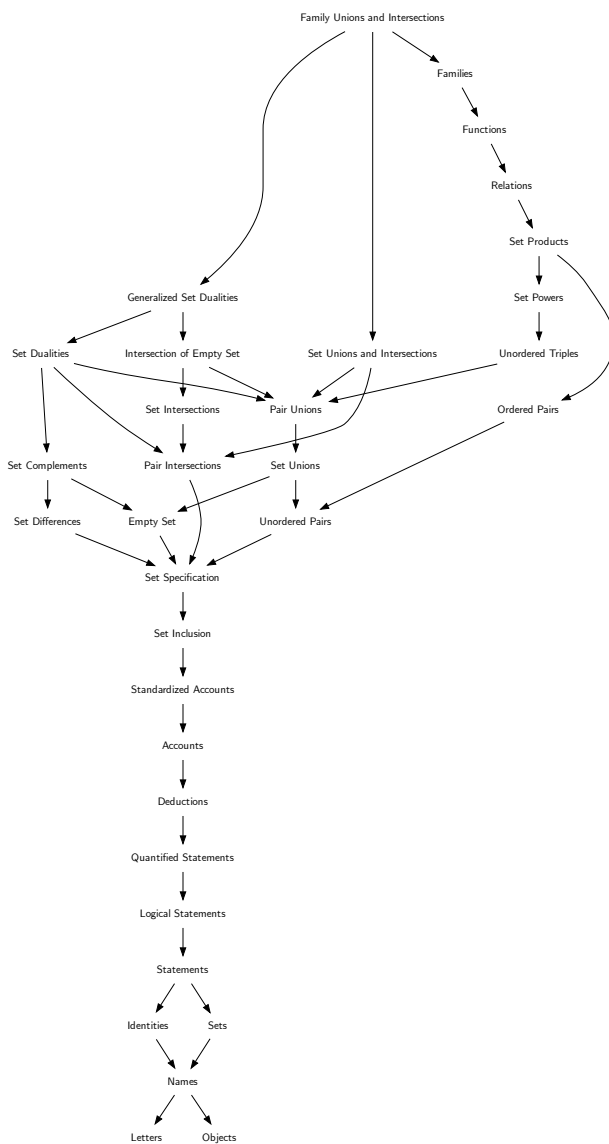 Family Unions and Intersections
Families
Functions
Relations
Set Products
Generalized Set Dualities
Set Powers
Set Dualities
Intersection of Empty Set
Set Unions and Intersections
Unordered Triples
Set Intersections
Pair Unions
Ordered Pairs
Set Complements
Pair Intersections
Set Unions
Set Differences
Empty Set
Unordered Pairs
Set Specification
Set Inclusion
Standardized Accounts
Accounts
Deductions
Quantified Statements
Logical Statements
Statements
Identities
Sets
Names
Letters
Objects